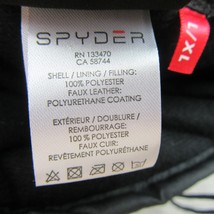 SPYDER
RN 133470
CA 58744
SHELL / LINING / FILLING:
100% POLYESTER
FAUX LEATHER:
POLYURETHANE COATING
EXTÉRIEUR / DOUBLURE /
REMBOURRAGE:
100% POLYESTER
FAUX CUIR:
REVÊTEMENT POLYURÉTHANE
L/XL